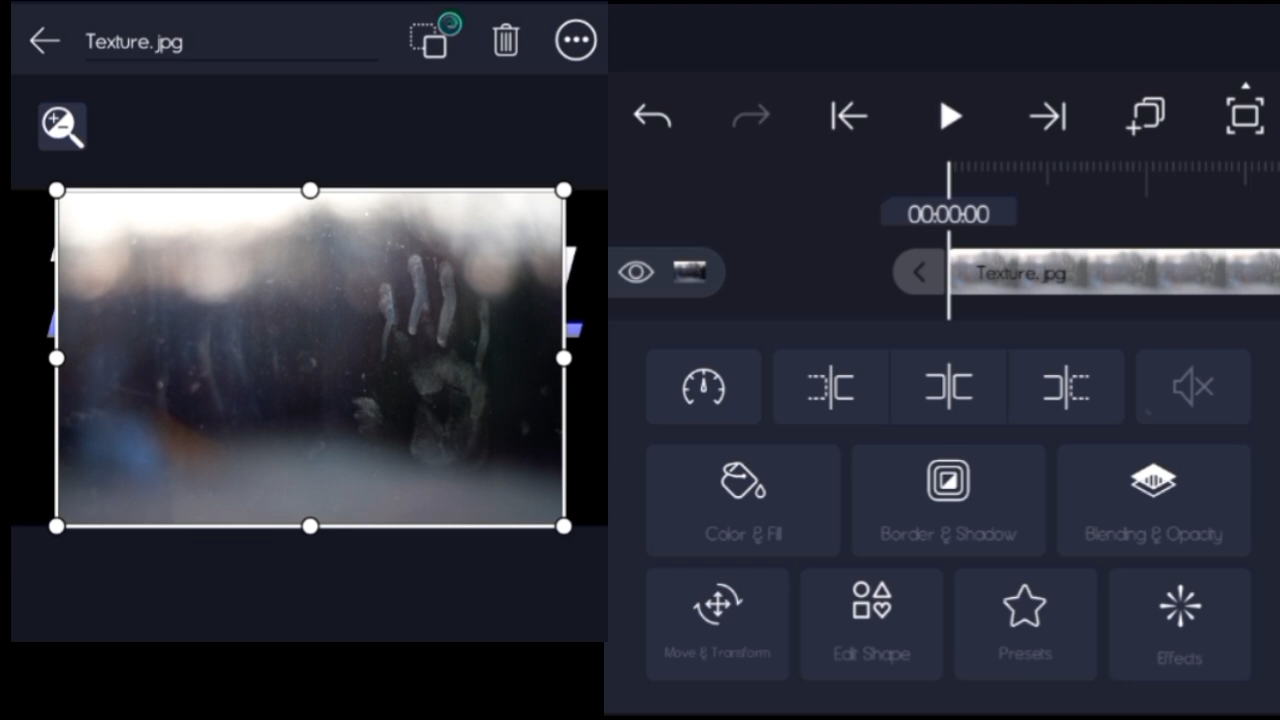 Texture.jpg
00:00:00
Texture.jpg
Color & Fill
Border & Shadow
Blending & Opacity
Move & Transform
Edit Shape
Presets
Effects